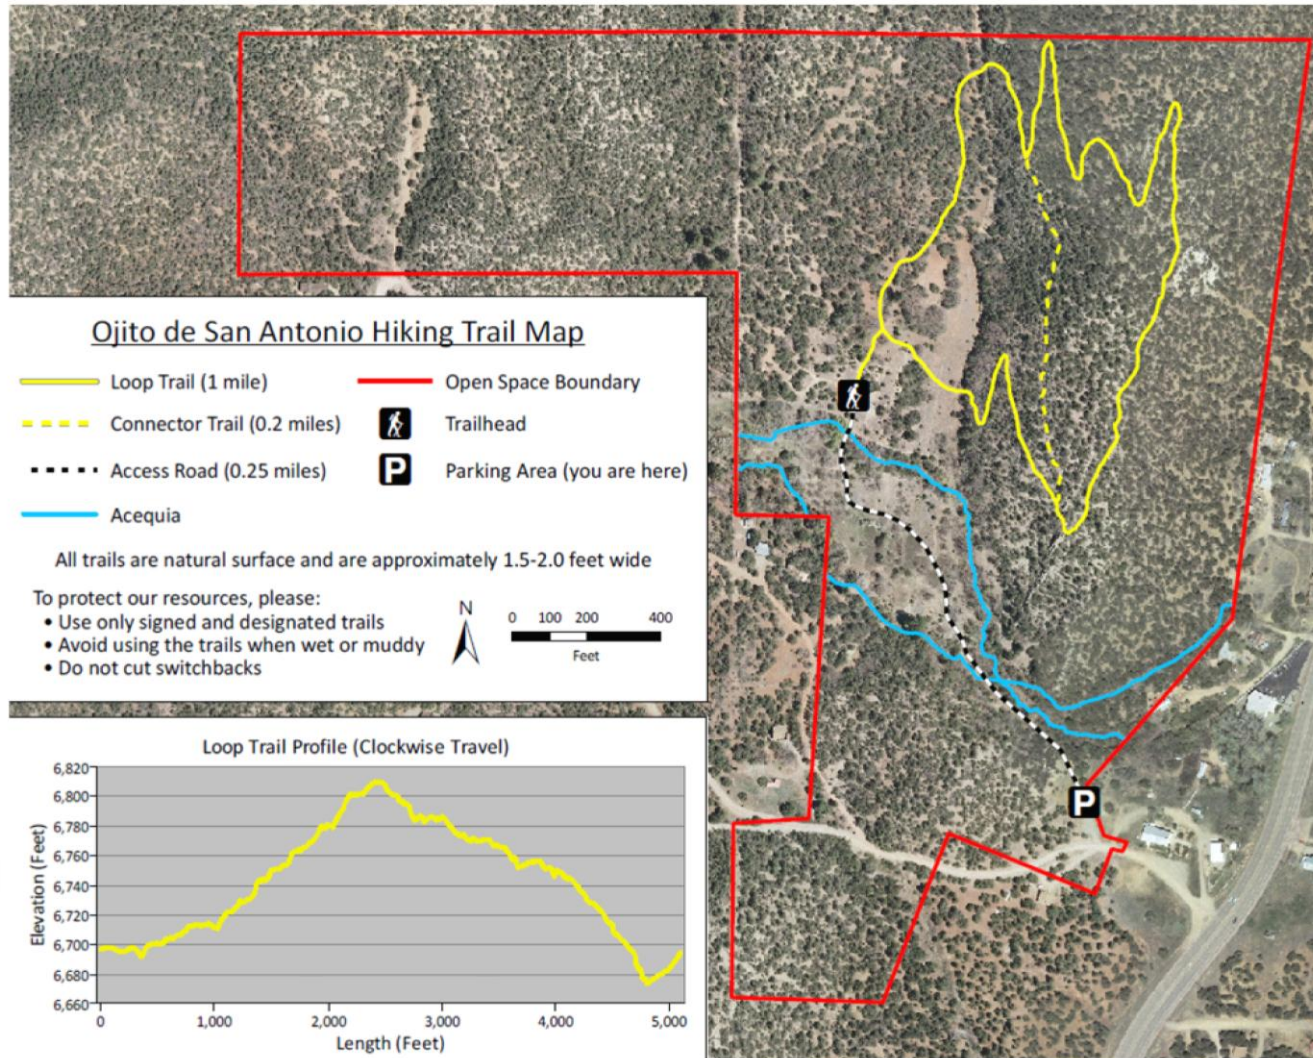 Ojito de San Antonio Hiking Trail Map
Loop Trail (1 mile)
Open Space Boundary
Connector Trail (0.2 miles)
Trailhead
Access Road (0.25 miles)
P
Parking Area (you are here)
Acequia
All trails are natural surface and are approximately 1.5-2.0 feet wide
To protect our resources, please:
• Use only signed and designated trails
• Avoid using the trails when wet or muddy
• Do not cut switchbacks
N
0 100 200 400
Feet
P
Loop Trail Profile (Clockwise Travel)
Elevation (Feet)
6,820
6,800
6,780
6,760
6,740
6,720
6,700
6,680
6,660
0 1,000 2,000 3,000 4,000 5,000
Length (Feet)